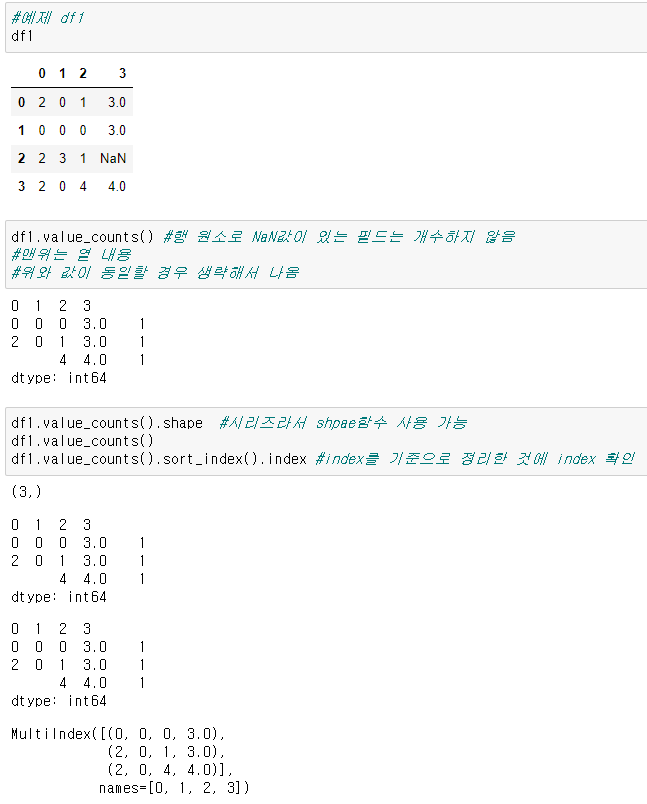 #예제 df1
df1
0 1 2 3
0 2 0 1 3.0
1 0 0 0 3.0
2 2 3 1 NaN
3 2 0 4 4.0
df1.value_counts() #행 원소로 NaN값이 있는 필드는 개수하지 않음
#맨위는 열 내용
#위와 값이 동일할 경우 생략해서 나옴
0 1 2 3
0 0 0 3.0 1
2 0 1 3.0 1
4 4.0 1
dtype: int64
df1.value_counts().shape #시리즈라서 shpae함수 사용 가능
df1.value_counts()
df1.value_counts().sort_index().index #index를 기준으로 정리한 것에 index 확인
(3,)
0 1 2 3
0 0 0 3.0 1
2 0 1 3.0 1
4 4.0 1
dtype: int64
0 1 2 3
0 0 0 3.0 1
2 0 1 3.0 1
4 4.0 1
dtype: int64
MultiIndex([(0, 0, 0, 3.0),
(2, 0, 1, 3.0),
(2, 0, 4, 4.0)],
names=[0, 1, 2, 3])